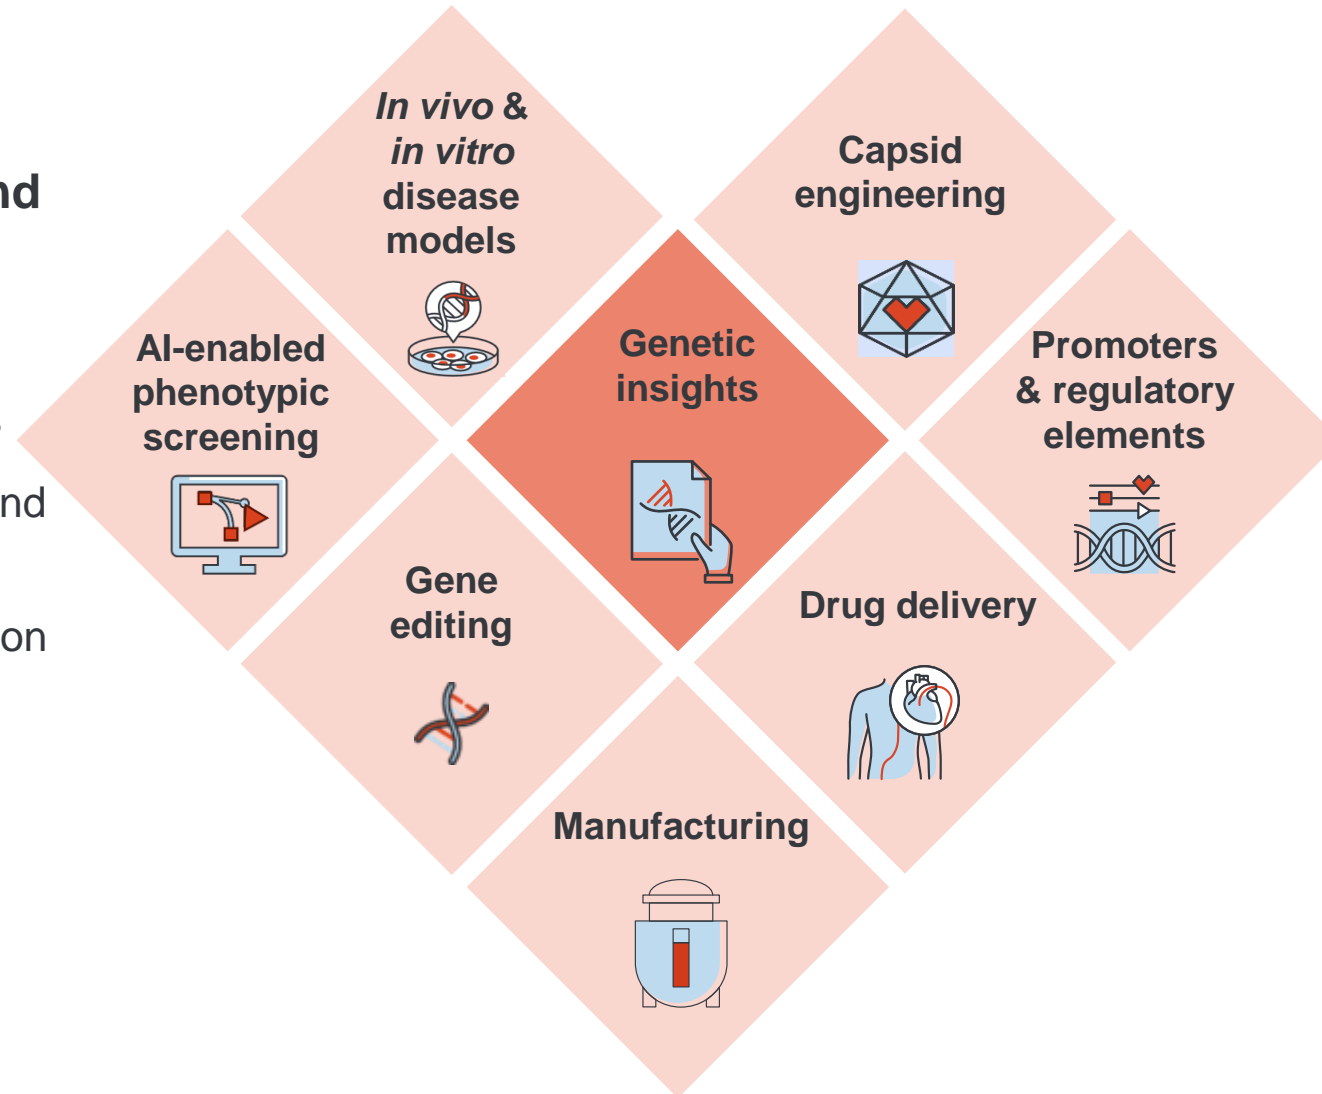 nd
nd
on
In vivo &
in vitro
disease
models
Capsid
engineering
AI-enabled
phenotypic
screening
Genetic
insights
Promoters
& regulatory
elements
Gene
editing
Drug delivery
Manufacturing